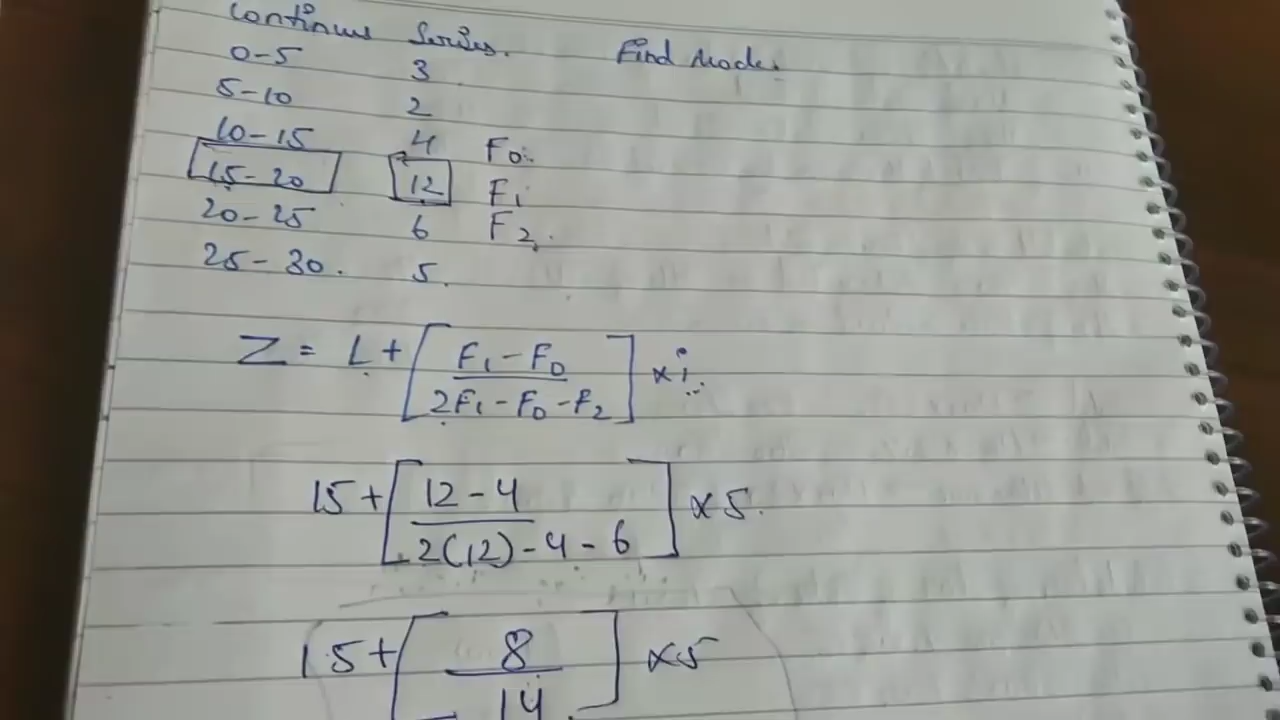 Continue Series. Find Mode.
0-5 3
5-10 2
10-15 4 F0
15-20 12 F1
20-25 6 F2.
25-30. 5.
Z = L + [ F1 - F0 / 2F1 - F0 - F2 ] × i
15 + [ 12 - 4 / 2(12) - 4 - 6 ] × 5.
15 + [ 8 / 14 ] × 5